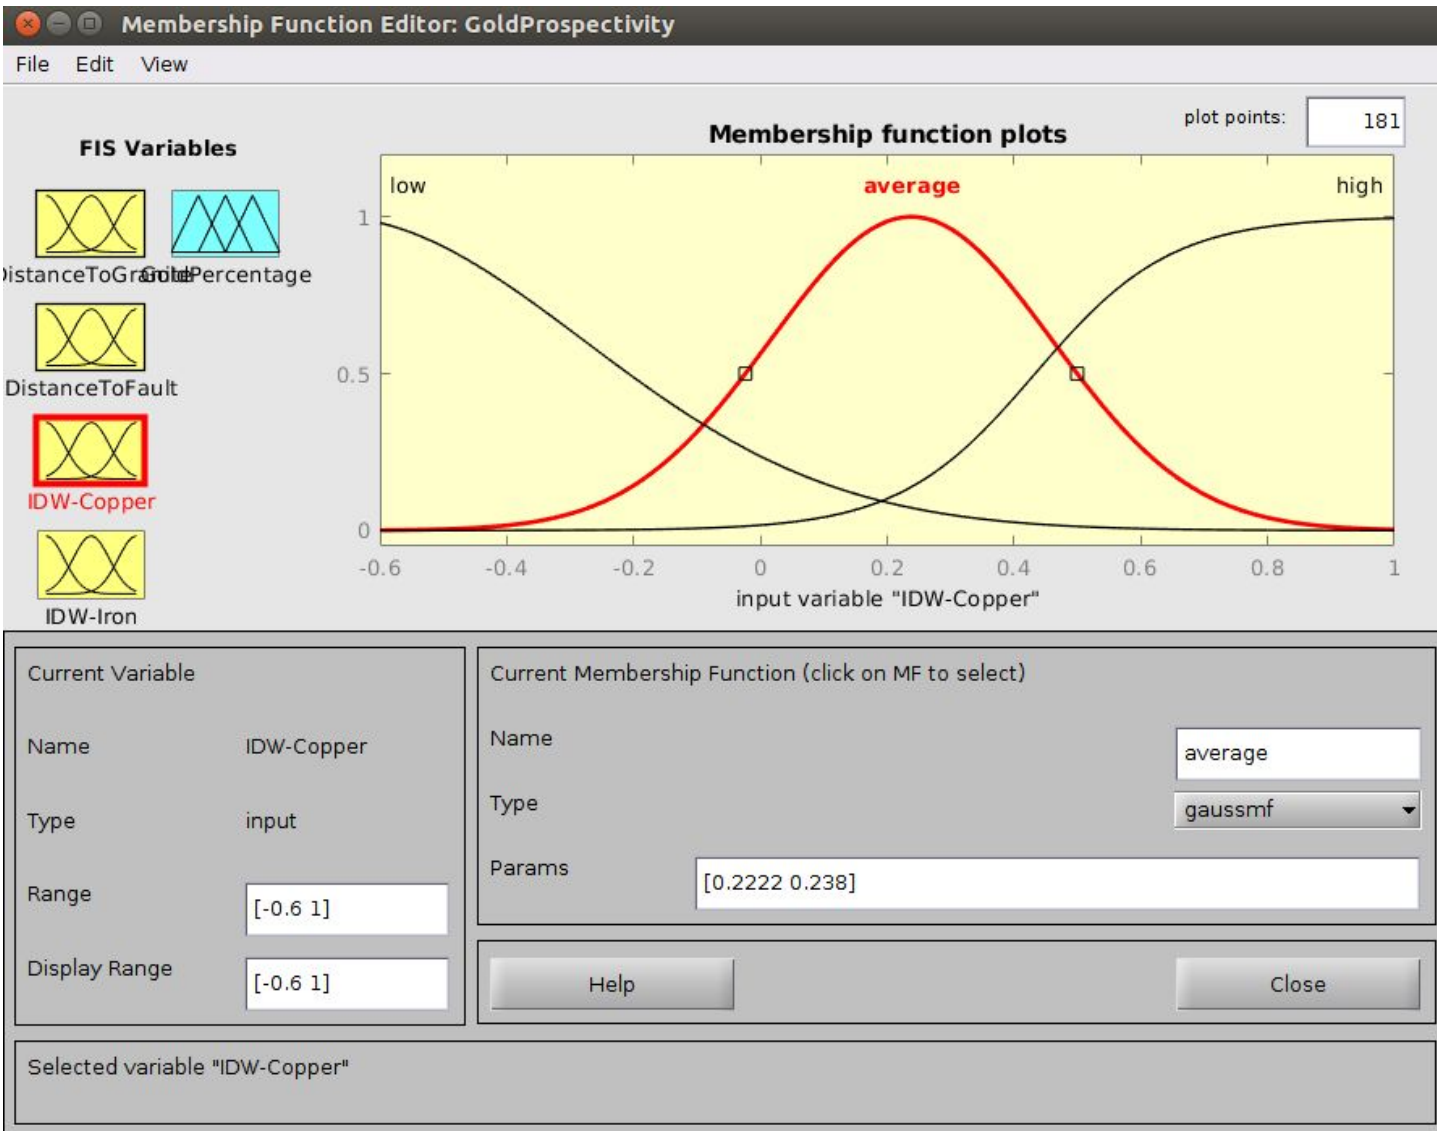 Membership Function Editor: GoldProspectivity
File Edit View
plot points: 181
FIS Variables
Membership function plots
low average high
GoldPercentage
DistanceToFault
IDW-Copper
IDW-Iron
1
0.5
0
-0.6 -0.4 -0.2 0 0.2 0.4 0.6 0.8 1
input variable "IDW-Copper"
Current Variable
Name IDW-Copper
Type input
Range [-0.6 1]
Display Range [-0.6 1]
Current Membership Function (click on MF to select)
Name average
Type gaussmf
Params [0.2222 0.238]
Help Close
Selected variable "IDW-Copper"